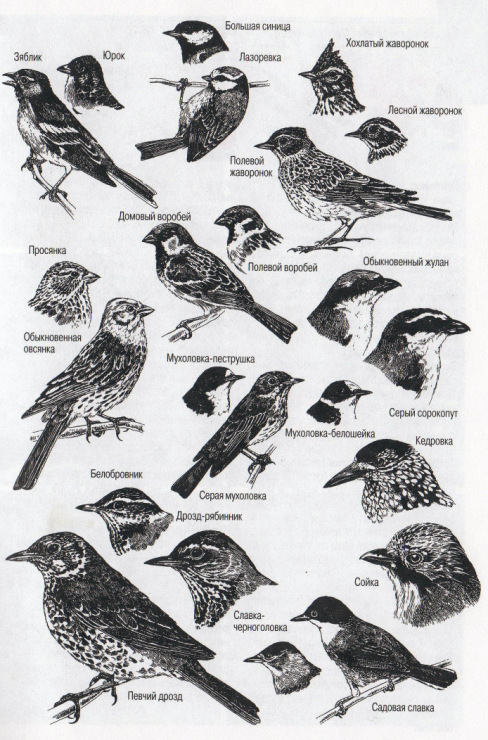 Большая синица
Хохлатый жаворонок
Зяблик
Юрок
Лазоревка
Лесной жаворонок
Полевой
жаворонок
Домовый воробей
Полевой воробей
Просянка
Обыкновенный жулан
Обыкновенная
овсянка
Мухоловка-пеструшка
Серый сорокопут
Мухоловка-белошейка
Кедровка
Белобровник
Серая мухоловка
Дрозд-рябинник
Сойка
Славка-
черноголовка
Певчий дрозд
Садовая славка